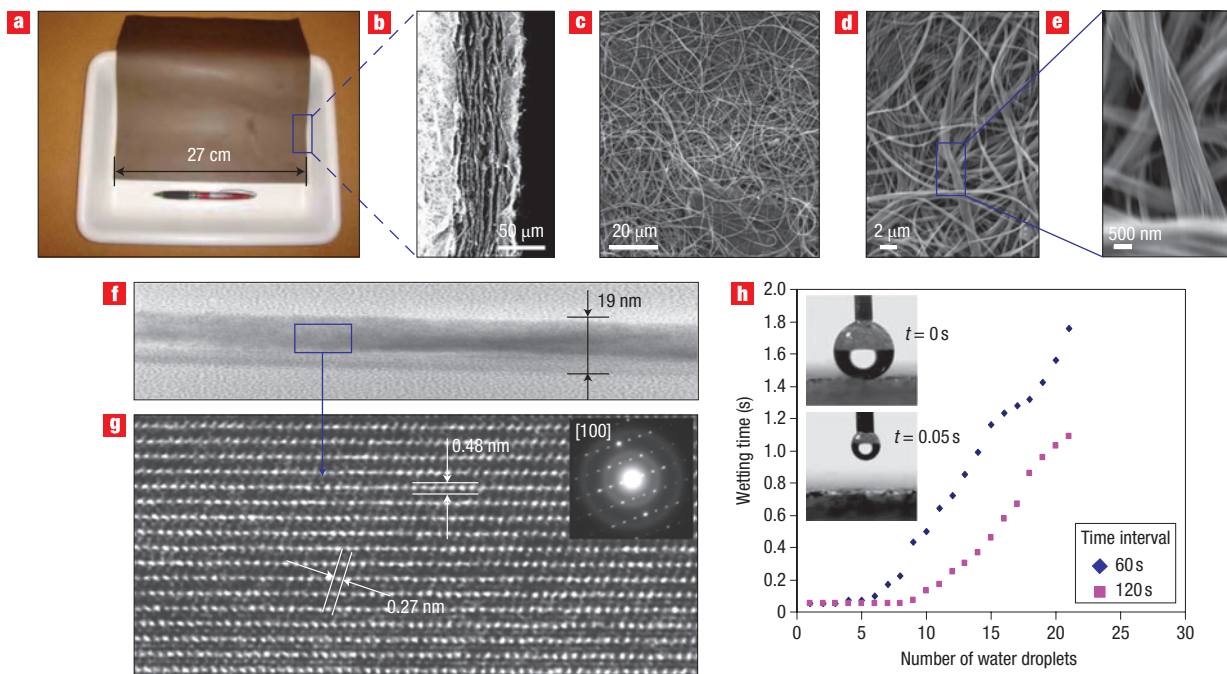 a
b
c
d
e
27 cm
50 μm
20 μm
2 μm
500 nm
f
19 nm
g
0.48 nm
[100]
0.27 nm
h
2.0
1.8
1.6
1.4
1.2
1.0
0.8
0.6
0.4
0.2
0
Wetting time (s)
t = 0 s
t = 0.05 s
Time interval
60 s
120 s
0 5 10 15 20 25 30
Number of water droplets